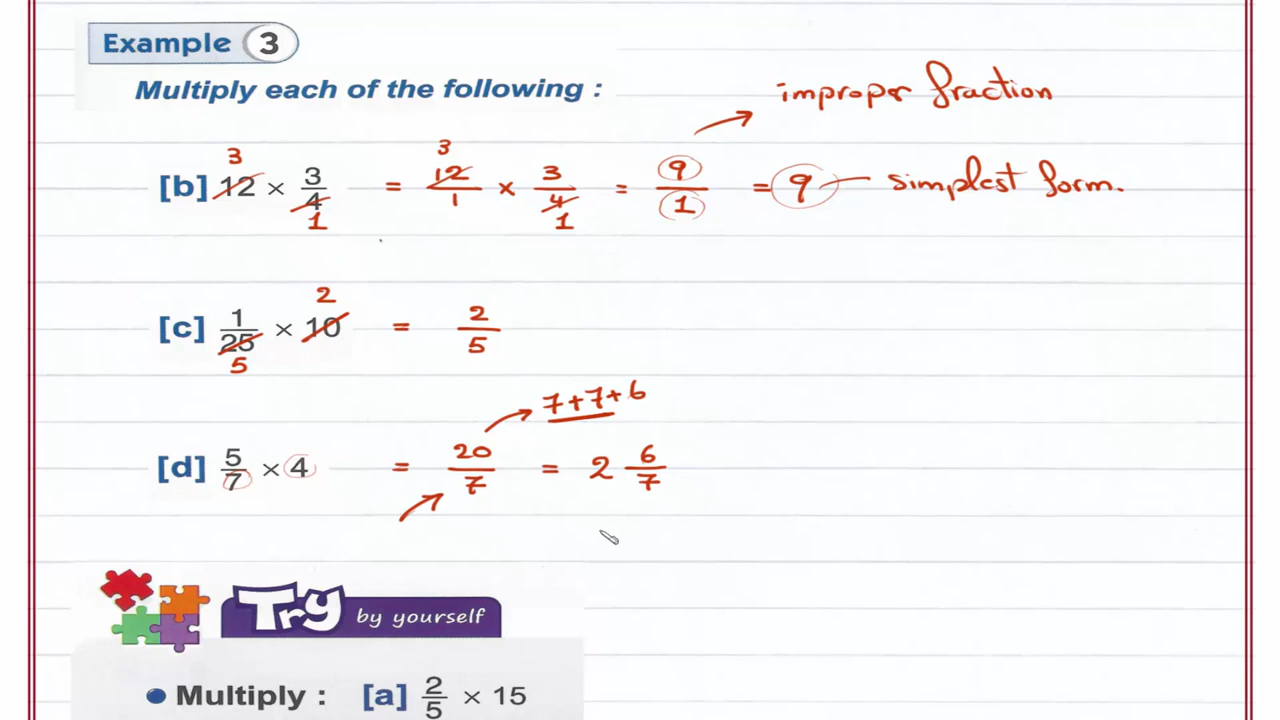 Example 3
Multiply each of the following :
improper fraction
[b] 12 × 3/4 = 12/1 × 3/4 = 9/1 = 9 — simplest form.
3 1 3 1
[c] 1/25 × 10 = 2/5
5 2
7+7+6
[d] 5/7 × 4 = 20/7 = 2 6/7
Try by yourself
Multiply : [a] 2/5 × 15